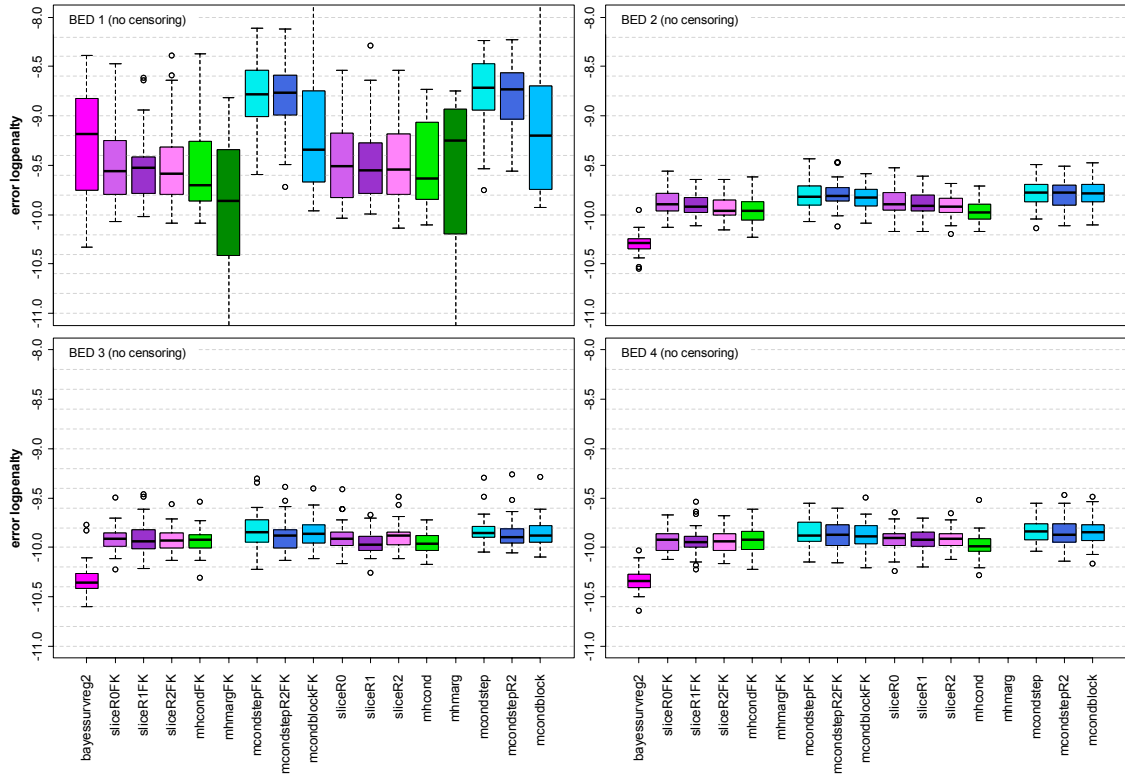 BED 1 (no censoring)
BED 2 (no censoring)
error logpenalty
-8.0
-8.5
-9.0
-9.5
-10.0
-10.5
-11.0
-8.0
-8.5
-9.0
-9.5
-10.0
-10.5
-11.0
BED 3 (no censoring)
BED 4 (no censoring)
error logpenalty
-8.0
-8.5
-9.0
-9.5
-10.0
-10.5
-11.0
-8.0
-8.5
-9.0
-9.5
-10.0
-10.5
-11.0
bayessurvreg2
sliceR0FK
sliceR1FK
sliceR2FK
mhcondFK
mhmargFK
mcondstepFK
mcondstepR2FK
mcondblockFK
sliceR0
sliceR1
sliceR2
mhcond
mhmarg
mcondstep
mcondstepR2
mcondblock
bayessurvreg2
sliceR0FK
sliceR1FK
sliceR2FK
mhcondFK
mhmargFK
mcondstepFK
mcondstepR2FK
mcondblockFK
sliceR0
sliceR1
sliceR2
mhcond
mhmarg
mcondstep
mcondstepR2
mcondblock